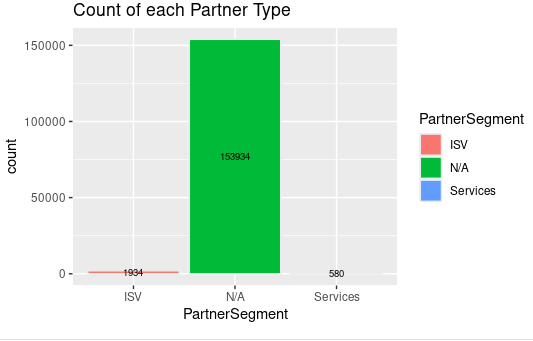 Count of each Partner Type
150000
100000
50000
0
count
153934
1934
580
ISV
N/A
Services
PartnerSegment
PartnerSegment
ISV
N/A
Services